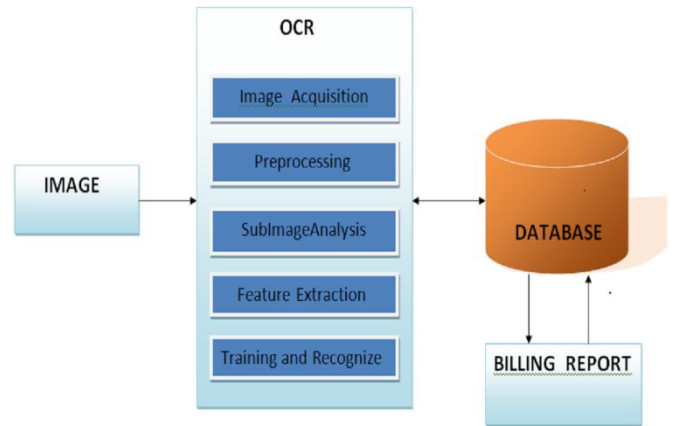 OCR
Image Acquisition
Preprocessing
IMAGE
SubImageAnalysis
DATABASE
Feature Extraction
Training and Recognize
BILLING REPORT